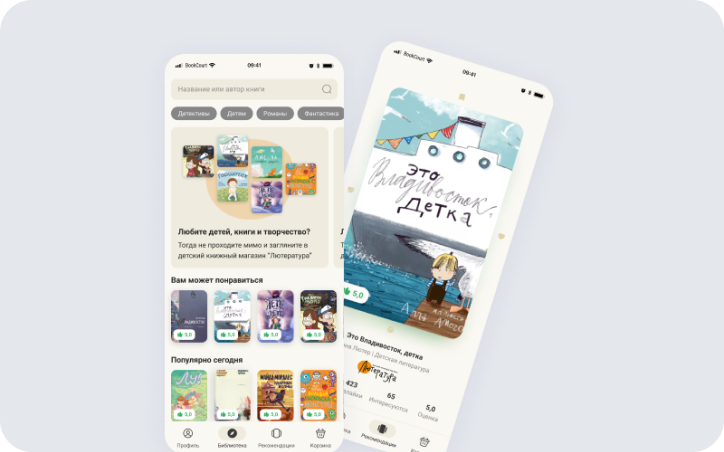 BookCourt
09:41
Название или автор книги
Детективы
Детям
Романы
Фантастика
Любите детей, книги и творчество?
Тогда не проходите мимо и загляните в
детский книжный магазин "Лютература"
Вам может понравиться
5,0
5,0
5,0
5,0
Популярно сегодня
5,0
5,0
5,0
5,0
Профиль
Библиотека
Рекомендации
Корзина
BookCourt
09:41
это
Владивосток,
детка
5,0
Это Владивосток, детка
Лютер | Детская литература
Лютература
423
65
Интересуются
5,0
Оценка
Рекомендации